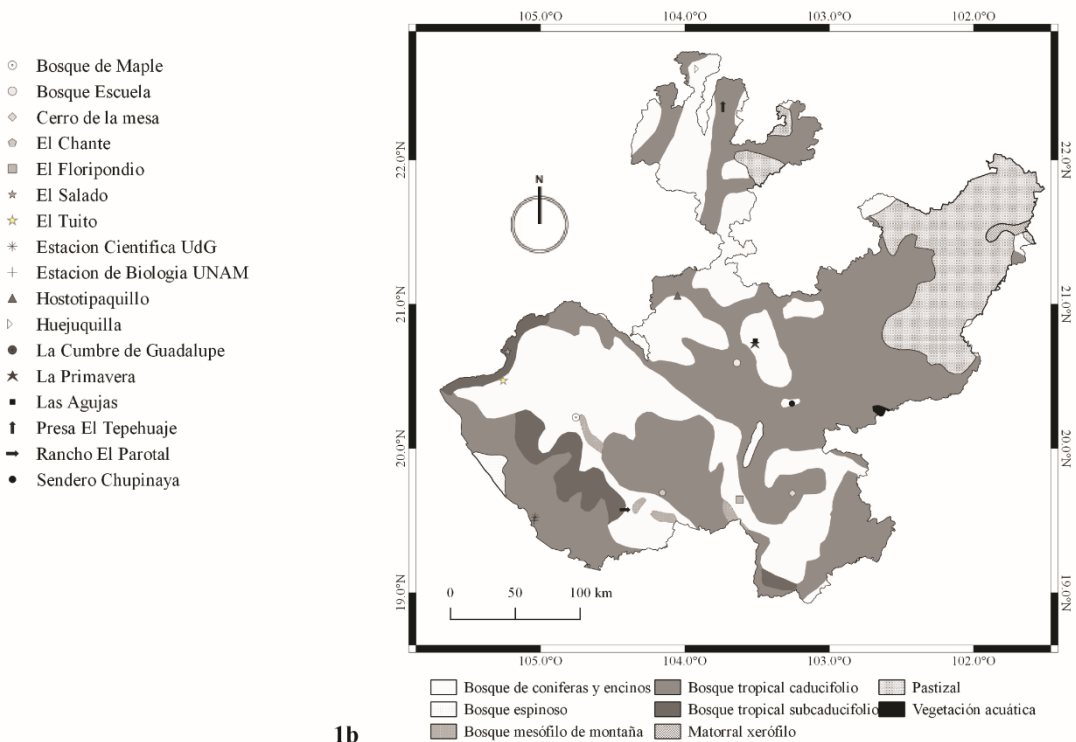 105.0°O 104.0°O 103.0°O 102.0°O
Bosque de Maple
Bosque Escuela
Cerro de la mesa
El Chante
El Floripondio
El Salado
El Tuito
Estacion Cientifica UdG
Estacion de Biologia UNAM
Hostotipaquillo
Huejuquilla
La Cumbre de Guadalupe
La Primavera
Las Agujas
Presa El Tepehuaje
Rancho El Parotal
Sendero Chupinaya
N
22.0°N 22.0°N
21.0°N 21.0°N
20.0°N 20.0°N
19.0°N 19.0°N
0 50 100 km
105.0°O 104.0°O 103.0°O 102.0°O
Bosque de coniferas y encinos Bosque tropical caducifolio Pastizal
Bosque espinoso Bosque tropical subcaducifolio Vegetación acuática
Bosque mesófilo de montaña Matorral xerófilo
1b